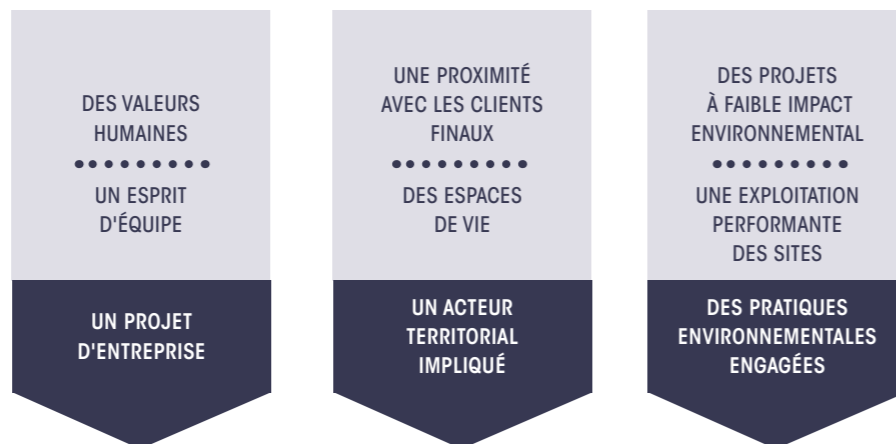 DES VALEURS
HUMAINES
UN ESPRIT
D'ÉQUIPE
UN PROJET
D'ENTREPRISE
UNE PROXIMITÉ
AVEC LES CLIENTS
FINAUX
DES ESPACES
DE VIE
UN ACTEUR
TERRITORIAL
IMPLIQUÉ
DES PROJETS
À FAIBLE IMPACT
ENVIRONNEMENTAL
UNE EXPLOITATION
PERFORMANTE
DES SITES
DES PRATIQUES
ENVIRONNEMENTALES
ENGAGÉES